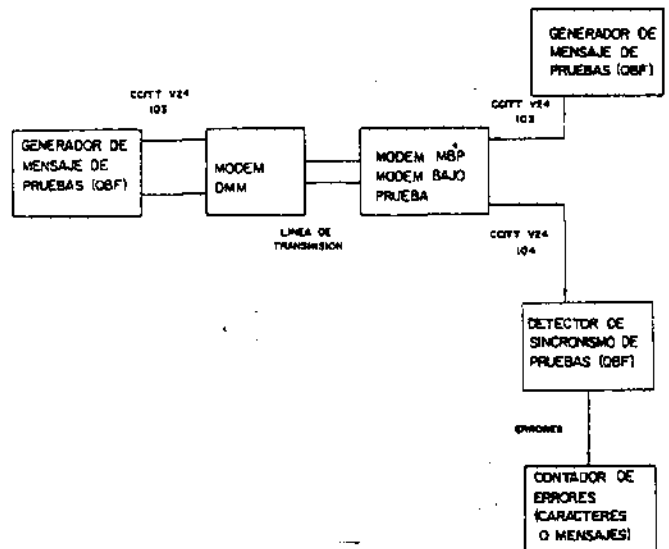 GENERADOR DE
MENSAJE DE
PRUEBAS (QBF)
CCITT V24
103
CCITT V24
103
GENERADOR DE
MENSAJE DE
PRUEBAS (QBF)
MODEM
DMM
MODEM MBP
MODEM BAJO
PRUEBA
LINEA DE
TRANSMISION
CCITT V24
104
DETECTOR DE
SINCRONISMO DE
PRUEBAS (QBF)
ERRORES
CONTADOR DE
ERRORES
(CARACTERES
O MENSAJES)